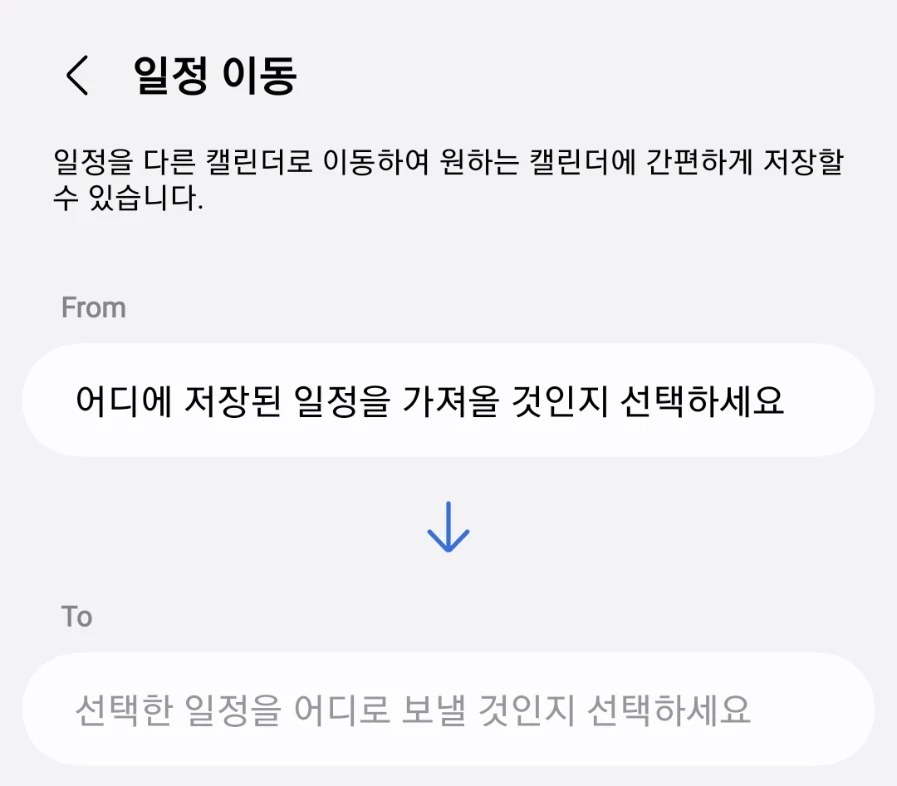 일정 이동
일정을 다른 캘린더로 이동하여 원하는 캘린더에 간편하게 저장할
수 있습니다.
From
어디에 저장된 일정을 가져올 것인지 선택하세요
To
선택한 일정을 어디로 보낼 것인지 선택하세요